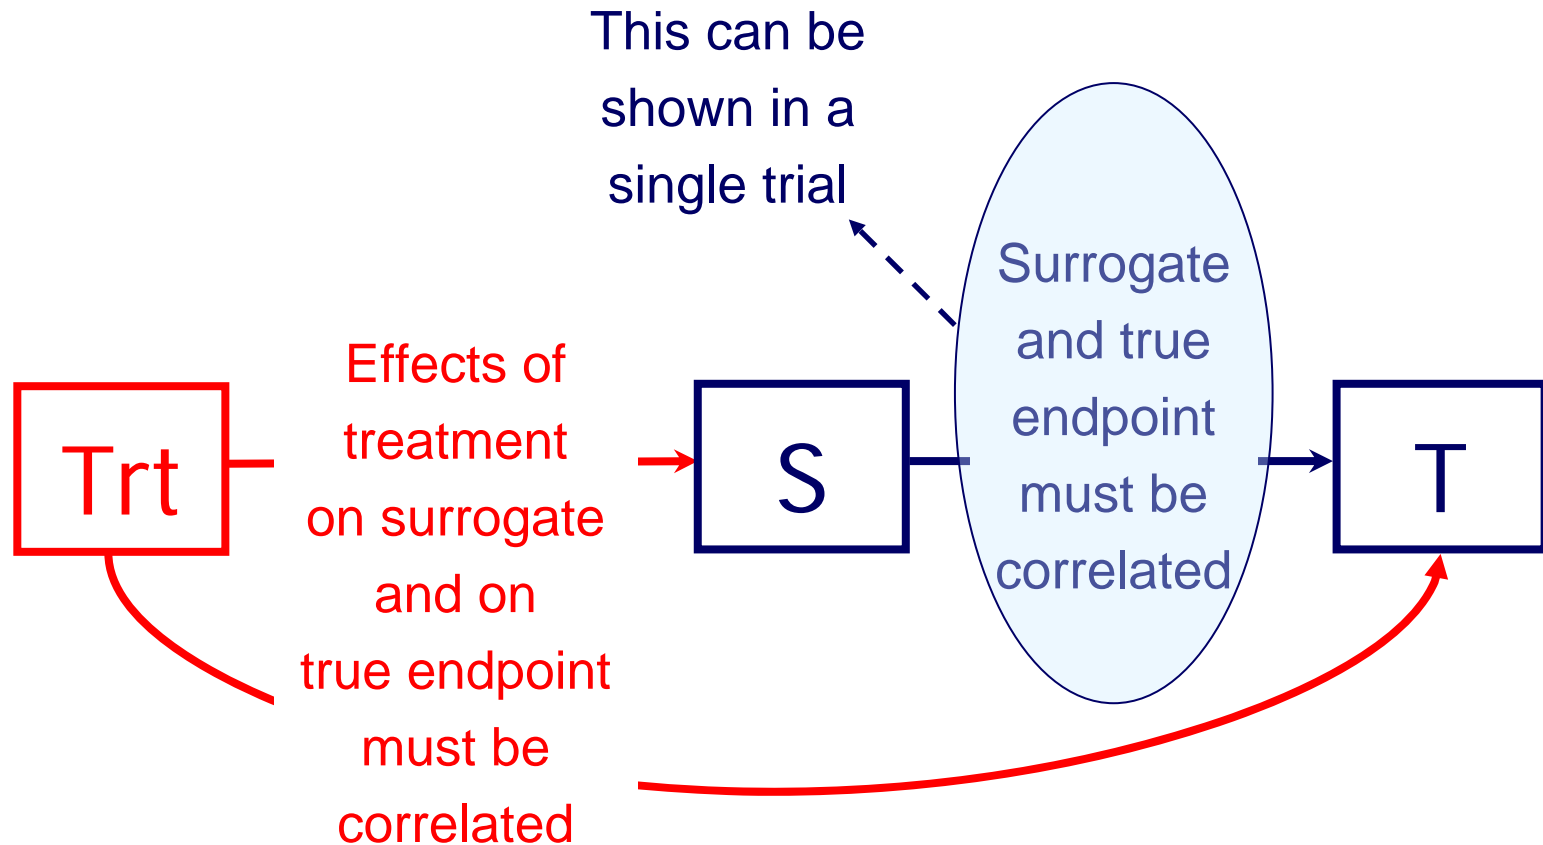 This can be
shown in a
single trial
Surrogate
and true
endpoint
must be
correlated
Effects of
treatment
on surrogate
and on
true endpoint
must be
correlated
Trt
S
T